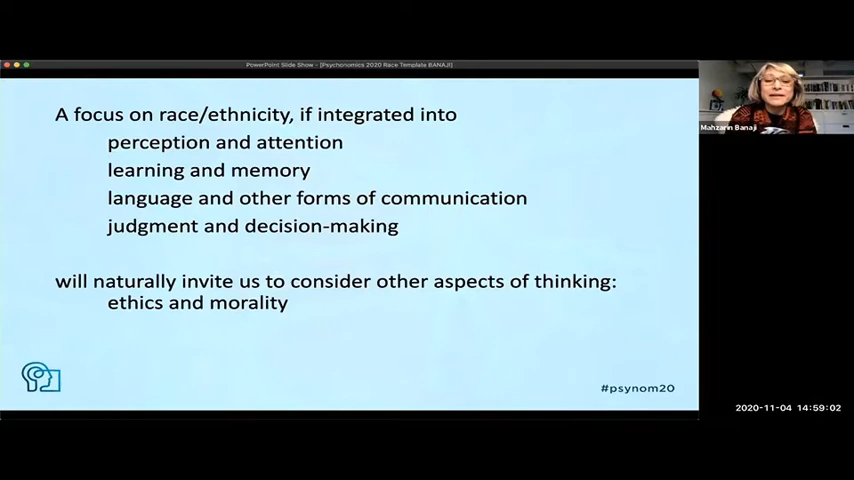 PowerPoint Slide Show - [Psychonomics 2020 Race Template BANAJI]
A focus on race/ethnicity, if integrated into
perception and attention
learning and memory
language and other forms of communication
judgment and decision-making
will naturally invite us to consider other aspects of thinking:
ethics and morality
#psynom20
Mahzarin Banaji
2020-11-04 14:59:02